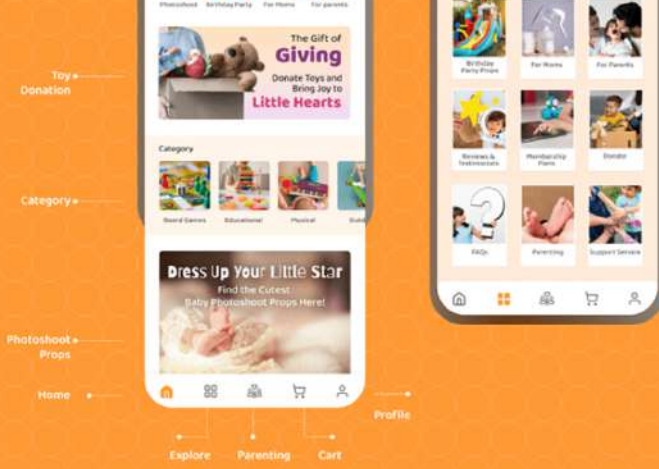 Photoshoot Birthday Party For Moms For parents
The Gift of
Giving
Donate Toys and
Bring Joy to
Little Hearts
Toy
Donation
Category
Category
Board Games Educational Musical
Dress Up Your Little Star
Find the Cutest
Baby Photoshoot Props Here!
Photoshoot
Props
Home
Profile
Explore Parenting Cart
Birthday
Party Props
For Moms
For Parents
Reviews &
Testimonials
Membership
Plans
Donate
FAQs
Parenting
Support Service